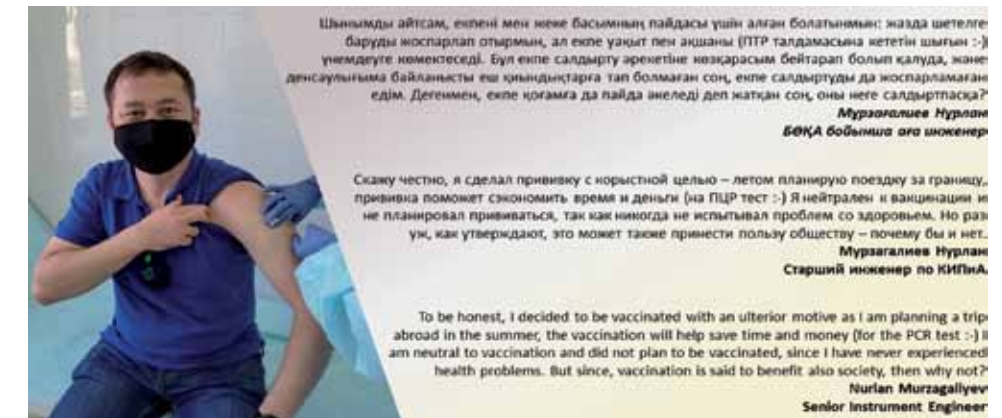 Шынымды айтсам, екпені мен жеке басымның пайдасы үшін алған болатынмын: жазда шетелге
баруды жоспарлап отырмын, ал екпе уақыт пен ақшаны (ПТР талдамасына кететін шығын :-)
үнемдеуге көмектеседі. Бұл екпе салдырту әрекетіне көзқарасым бейтарап болып қалуда, және
денсаулығыма байланысты еш қиындықтарға тап болмаған соң, екпе салдыртуды да жоспарламаған
едім. Дегенмен, екпе қоғамға да пайда әкеледі деп жатқан соң, оны неге салдыртпасқа?"
Мурзагалиев Нурлан
БӨҚА бойынша аға инженер
Скажу честно, я сделал прививку с корыстной целью – летом планирую поездку за границу,
прививка поможет сэкономить время и деньги (на ПЦР тест :-) Я нейтрален к вакцинации и
не планировал прививаться, так как никогда не испытывал проблем со здоровьем. Но раз
уж, как утверждают, это может также принести пользу обществу – почему бы и нет..
Мурзагалиев Нурлан
Старший инженер по КИПиА.
To be honest, I decided to be vaccinated with an ulterior motive as I am planning a trip
abroad in the summer, the vaccination will help save time and money (for the PCR test :-) I
am neutral to vaccination and did not plan to be vaccinated, since I have never experienced
health problems. But since, vaccination is said to benefit also society, then why not?"
Nurlan Murzagaliyev
Senior Instrument Engineer